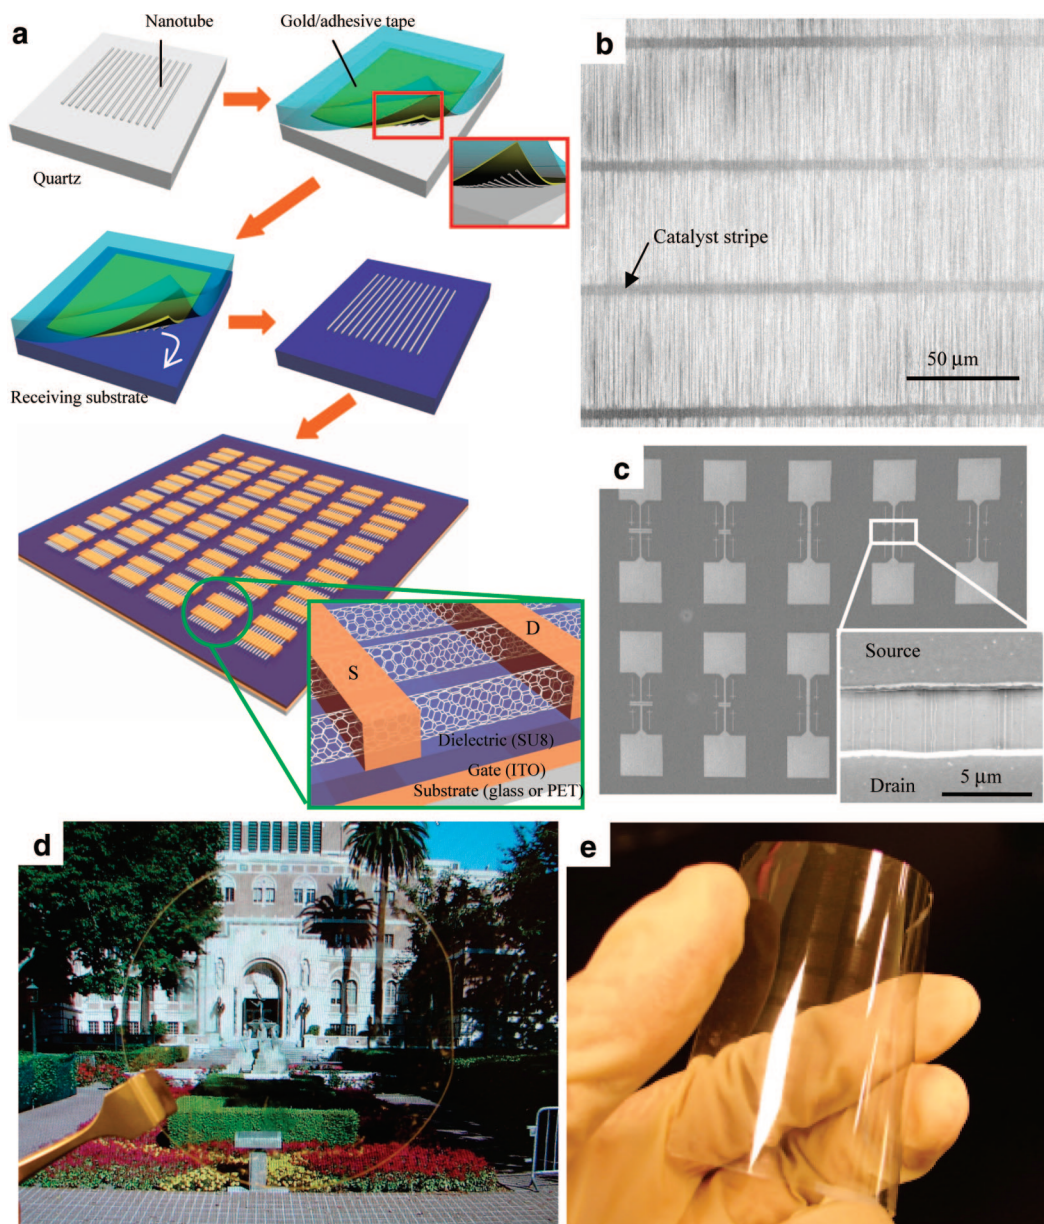 a
Nanotube
Gold/adhesive tape
Quartz
Receiving substrate
S
D
Dielectric (SU8)
Gate (ITO)
Substrate (glass or PET)
b
Catalyst stripe
50 μm
c
Source
Drain
5 μm
d
e